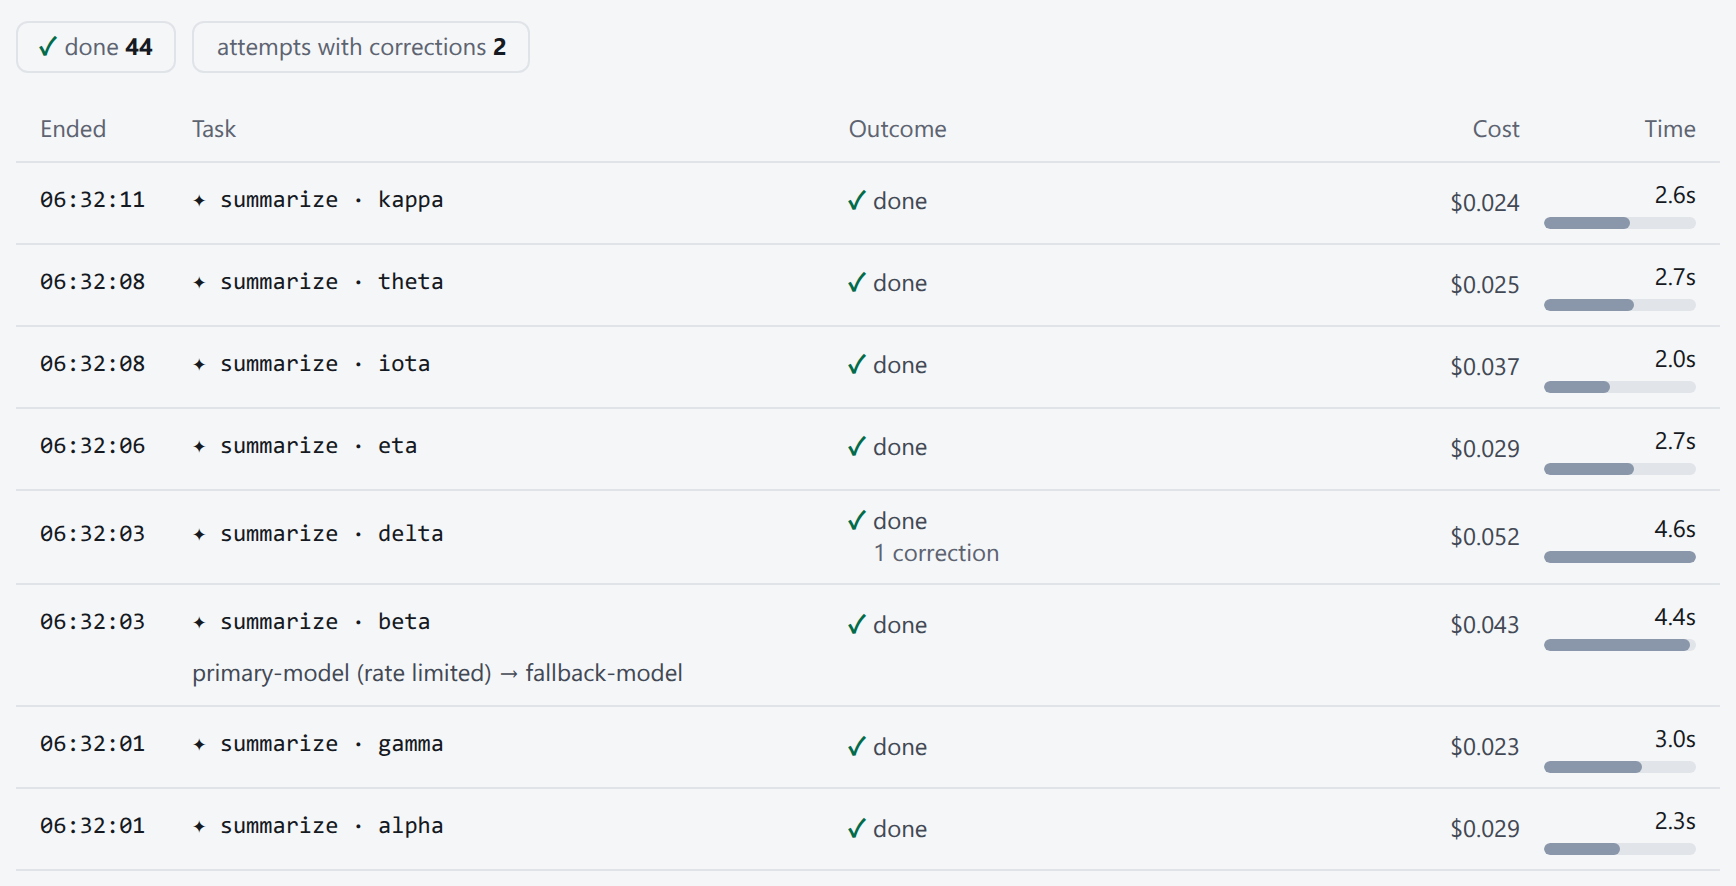 ✓ done 44 attempts with corrections 2
Ended Task Outcome Cost Time
06:32:11 ✦ summarize · kappa ✓ done $0.024 2.6s
06:32:08 ✦ summarize · theta ✓ done $0.025 2.7s
06:32:08 ✦ summarize · iota ✓ done $0.037 2.0s
06:32:06 ✦ summarize · eta ✓ done $0.029 2.7s
06:32:03 ✦ summarize · delta ✓ done $0.052 4.6s
1 correction
06:32:03 ✦ summarize · beta ✓ done $0.043 4.4s
primary-model (rate limited) → fallback-model
06:32:01 ✦ summarize · gamma ✓ done $0.023 3.0s
06:32:01 ✦ summarize · alpha ✓ done $0.029 2.3s